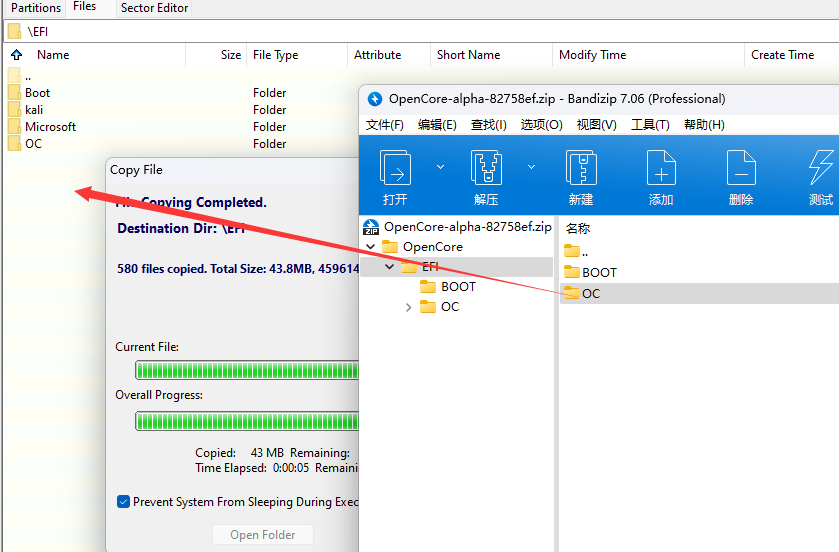 Partitions Files Sector Editor
\EFI
Name Size File Type Attribute Short Name Modify Time Create Time
..
Boot Folder
kali Folder
Microsoft Folder
OC Folder
Copy File
Copying Completed.
Destination Dir: \EFI
580 files copied. Total Size: 43.8MB, 459614
Current File:
Overall Progress:
Copied: 43 MB Remaining:
Time Elapsed: 0:00:05 Remaini
Prevent System From Sleeping During Exec
Open Folder
OpenCore-alpha-82758ef.zip - Bandizip 7.06 (Professional)
文件(F) 编辑(E) 查找(I) 选项(O) 视图(V) 工具(T) 帮助(H)
打开 解压 新建 添加 删除 测试
ZIP OpenCore-alpha-82758ef.zip
OpenCore
EFI
BOOT
OC
名称
..
BOOT
OC